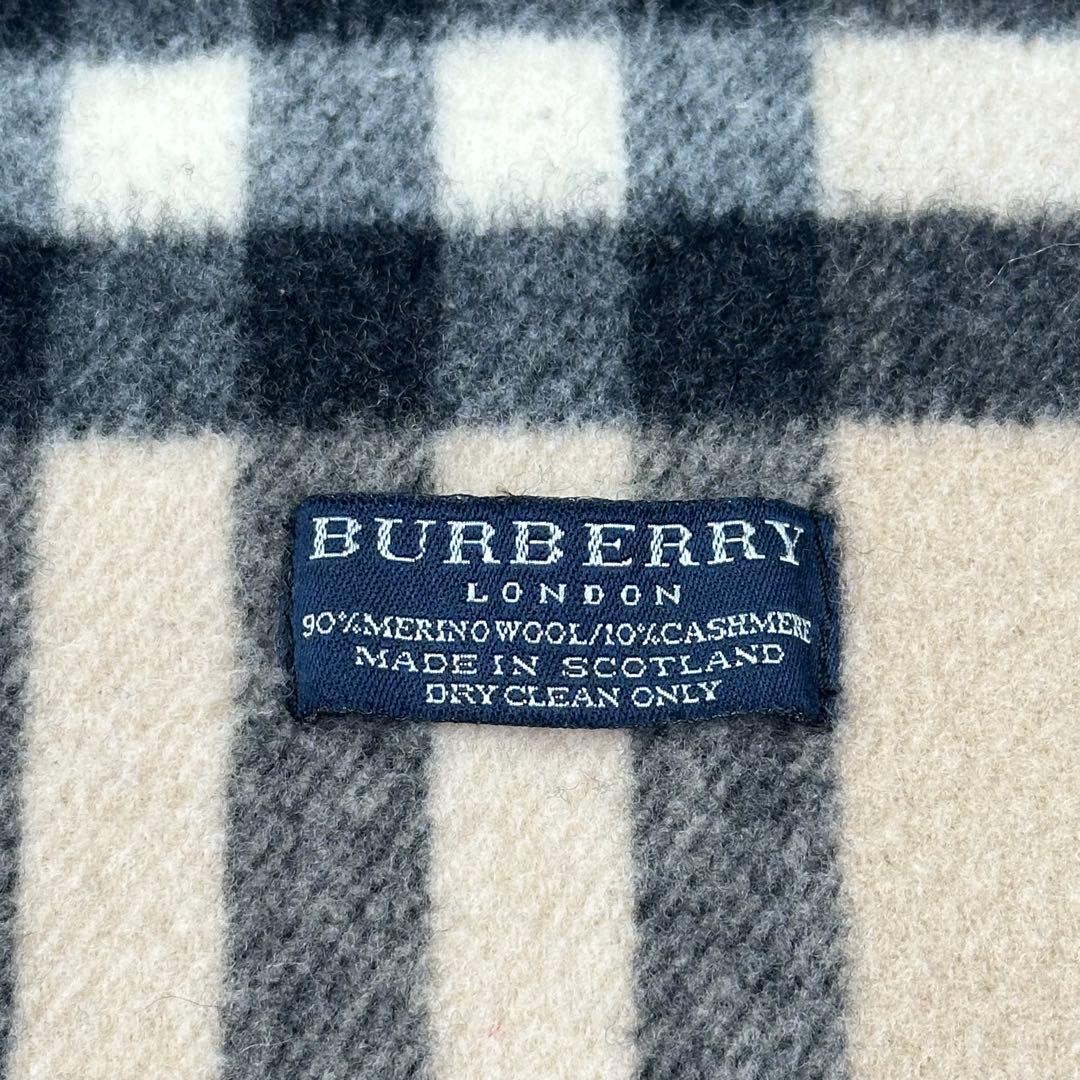 BURBERRY
LONDON
90%MERINO WOOL/10%CASHMERE
MADE IN SCOTLAND
DRY CLEAN ONLY